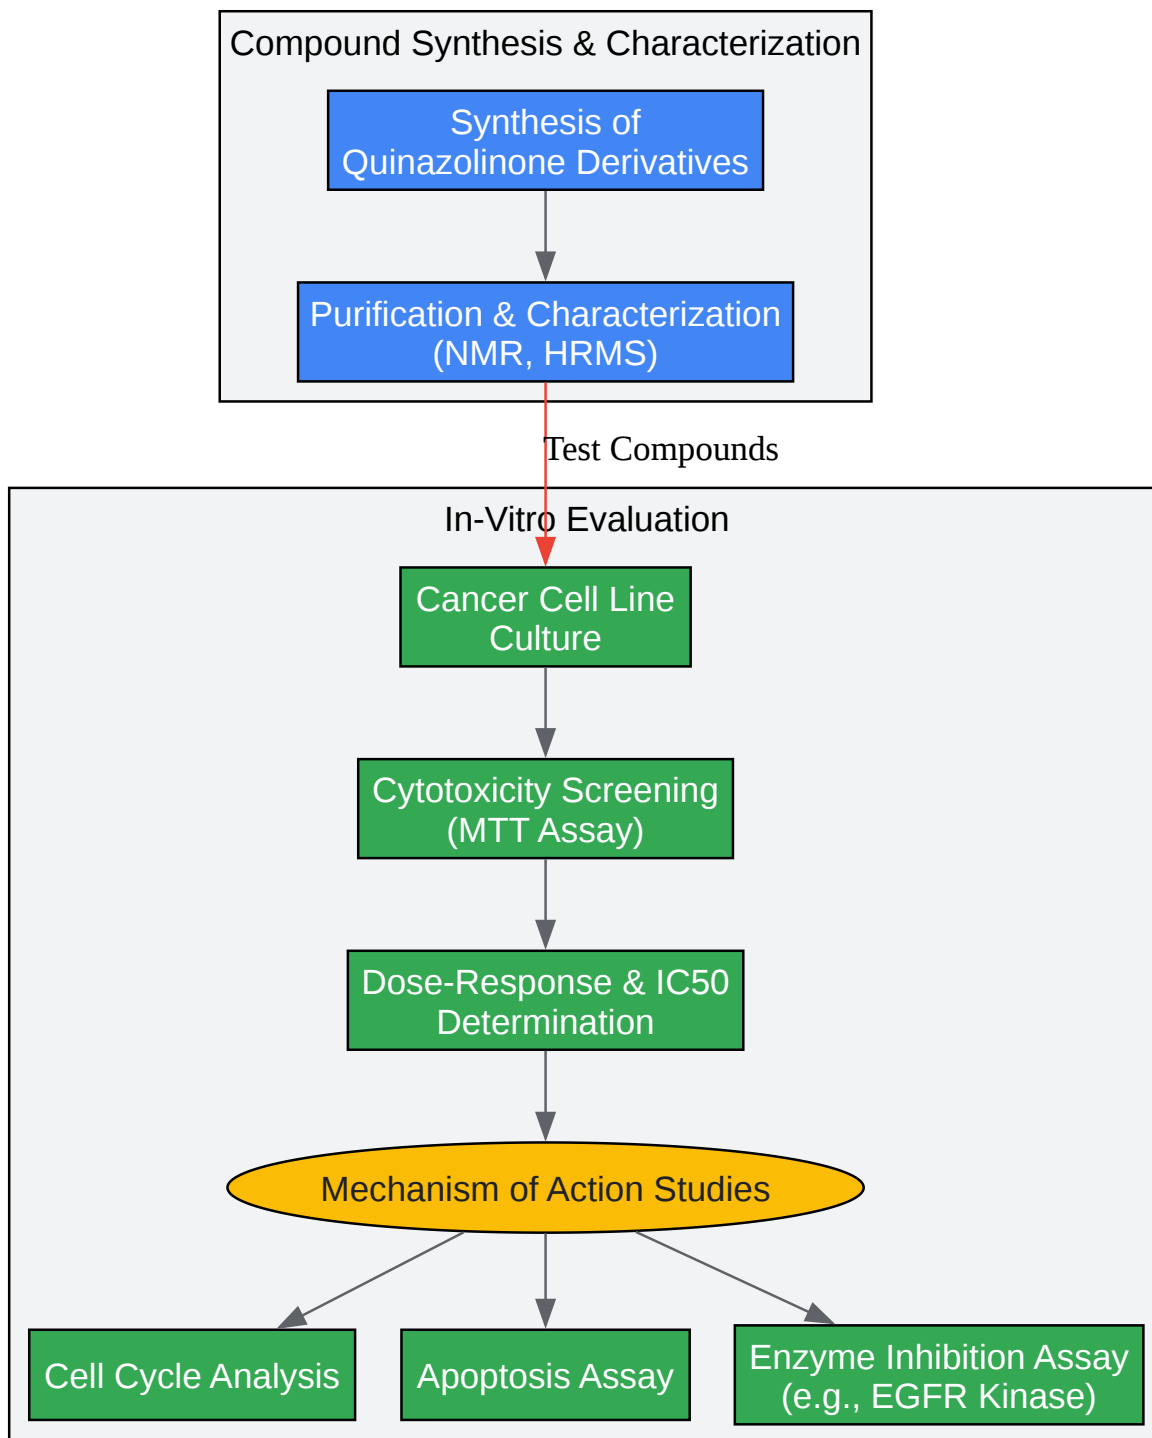 Compound Synthesis & Characterization
Synthesis of
Quinazolinone Derivatives
Purification & Characterization
(NMR, HRMS)
Test Compounds
In-Vitro Evaluation
Cancer Cell Line
Culture
Cytotoxicity Screening
(MTT Assay)
Dose-Response & IC50
Determination
Mechanism of Action Studies
Cell Cycle Analysis
Apoptosis Assay
Enzyme Inhibition Assay
(e.g., EGFR Kinase)